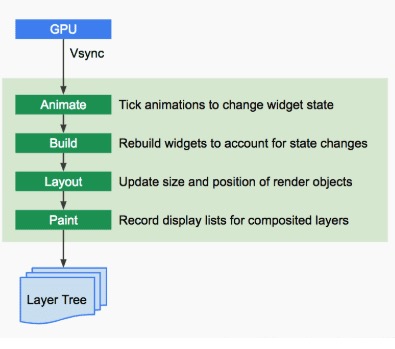 GPU
Vsync
Animate Tick animations to change widget state
Build Rebuild widgets to account for state changes
Layout Update size and position of render objects
Paint Record display lists for composited layers
Layer Tree